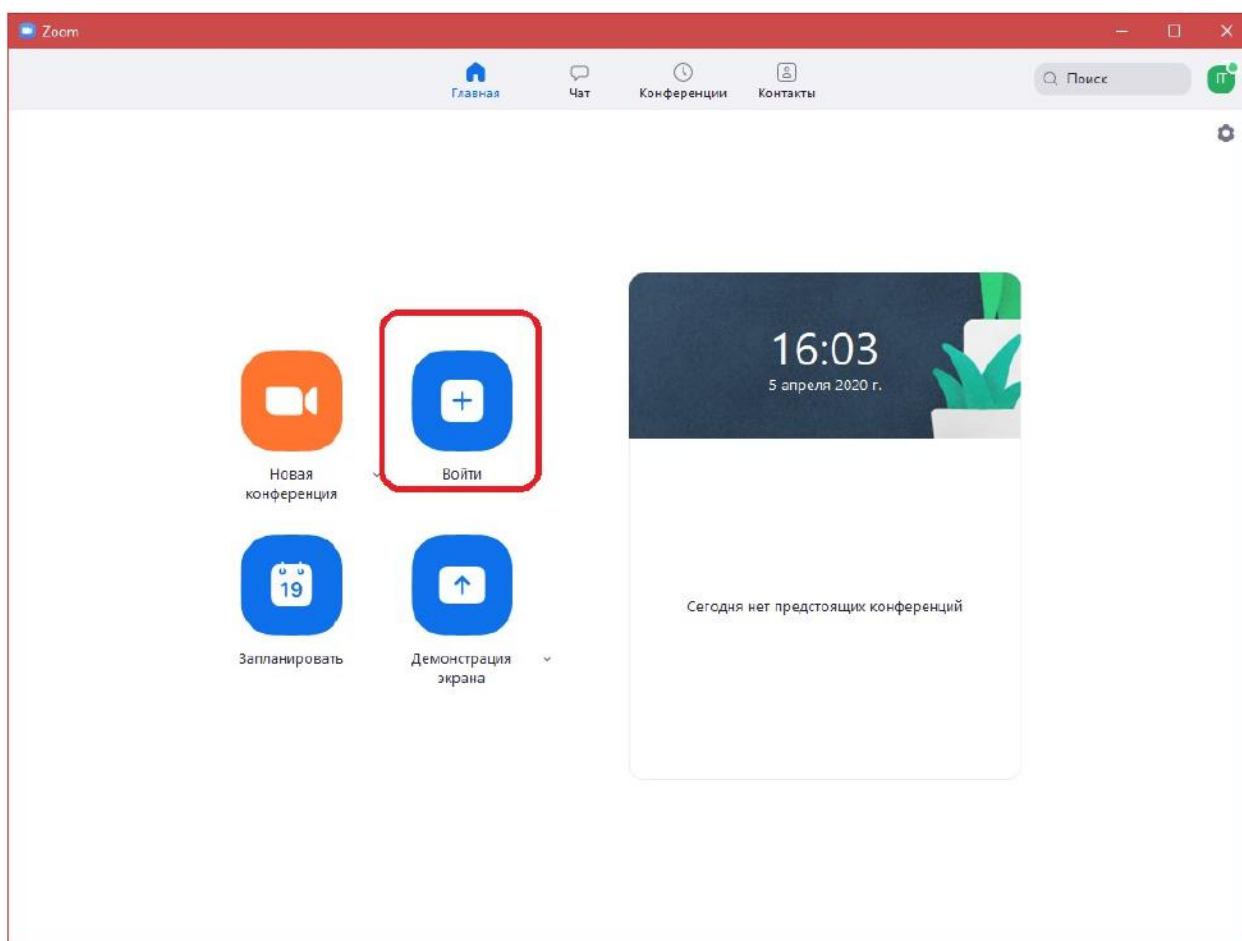 Zoom
Главная
Чат
Конференции
Контакты
Поиск
IT
16:03
5 апреля 2020 г.
Новая
конференция
Войти
19
Запланировать
Демонстрация
экрана
Сегодня нет предстоящих конференций